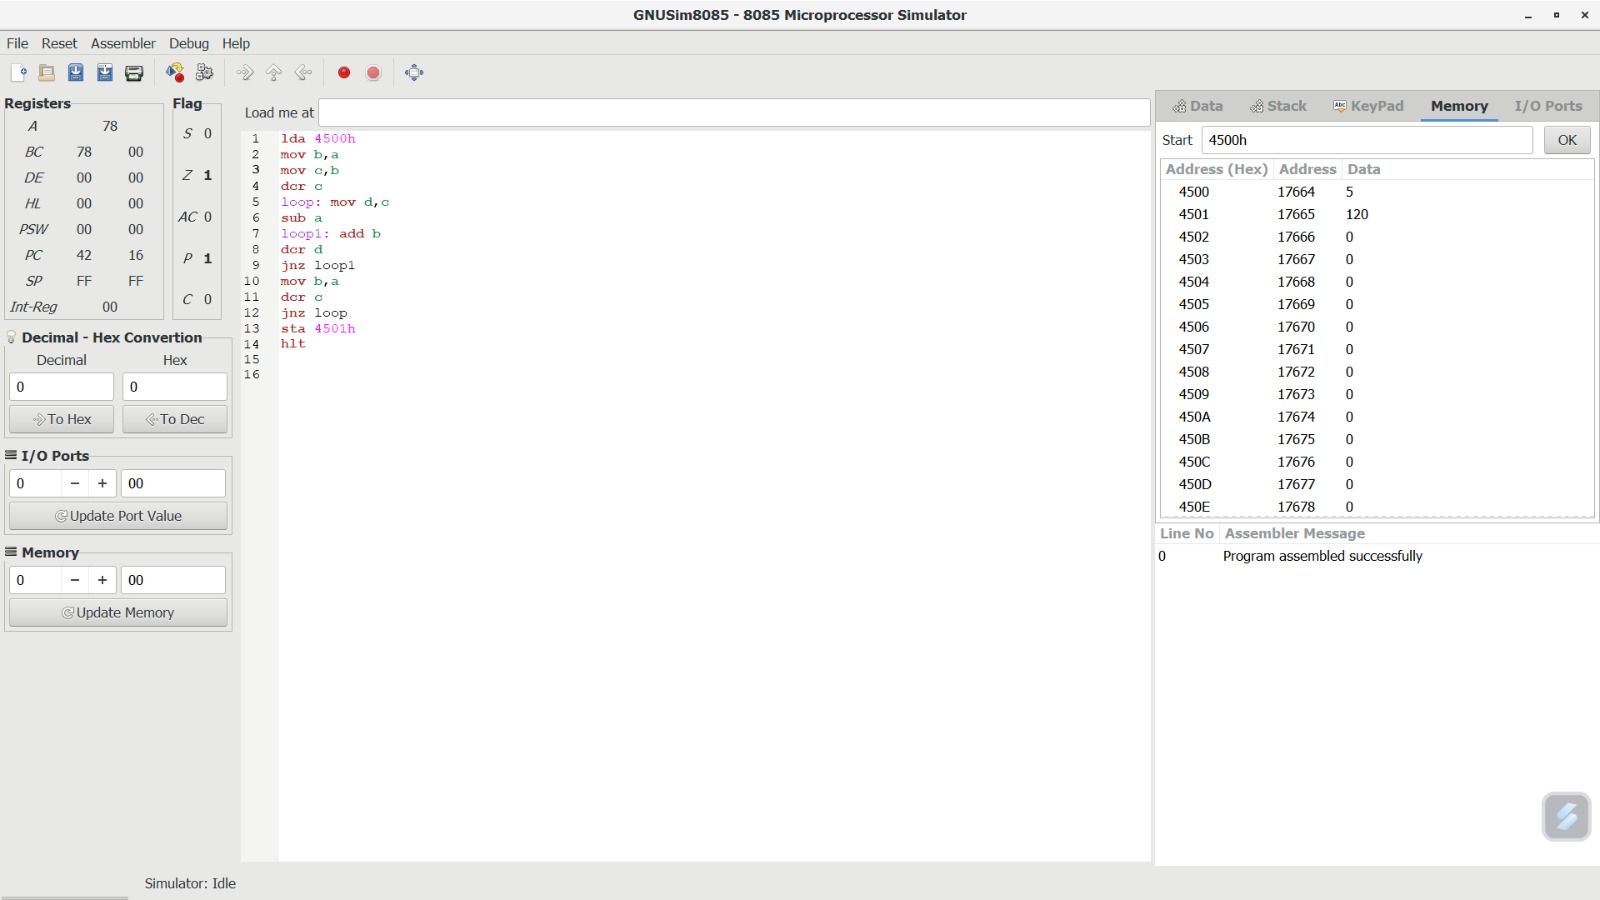 GNUSim8085 - 8085 Microprocessor Simulator
File Reset Assembler Debug Help
Registers
A 78
BC 78 00
DE 00 00
HL 00 00
PSW 00 00
PC 42 16
SP FF FF
Int-Reg 00
Flag
S 0
Z 1
AC 0
P 1
C 0
Decimal - Hex Convertion
Decimal Hex
0 0
To Hex To Dec
I/O Ports
0 - + 00
Update Port Value
Memory
0 - + 00
Update Memory
Load me at
1 lda 4500h
2 mov b,a
3 mov c,b
4 dcr c
5 loop: mov d,c
6 sub a
7 loop1: add b
8 dcr d
9 jnz loop1
10 mov b,a
11 dcr c
12 jnz loop
13 sta 4501h
14 hlt
15
16
Data Stack Abc KeyPad Memory I/O Ports
Start 4500h OK
Address (Hex) Address Data
4500 17664 5
4501 17665 120
4502 17666 0
4503 17667 0
4504 17668 0
4505 17669 0
4506 17670 0
4507 17671 0
4508 17672 0
4509 17673 0
450A 17674 0
450B 17675 0
450C 17676 0
450D 17677 0
450E 17678 0
Line No Assembler Message
0 Program assembled successfully
Simulator: Idle